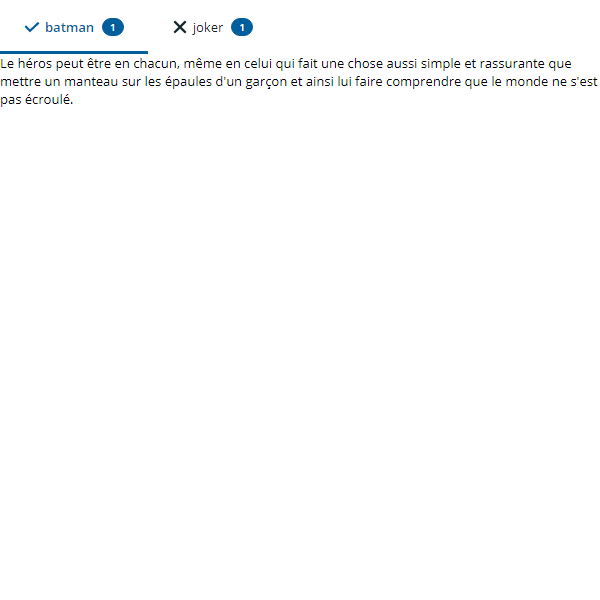 batman 1 joker 1
Le héros peut être en chacun, même en celui qui fait une chose aussi simple et rassurante que
mettre un manteau sur les épaules d'un garçon et ainsi lui faire comprendre que le monde ne s'est
pas écroulé.